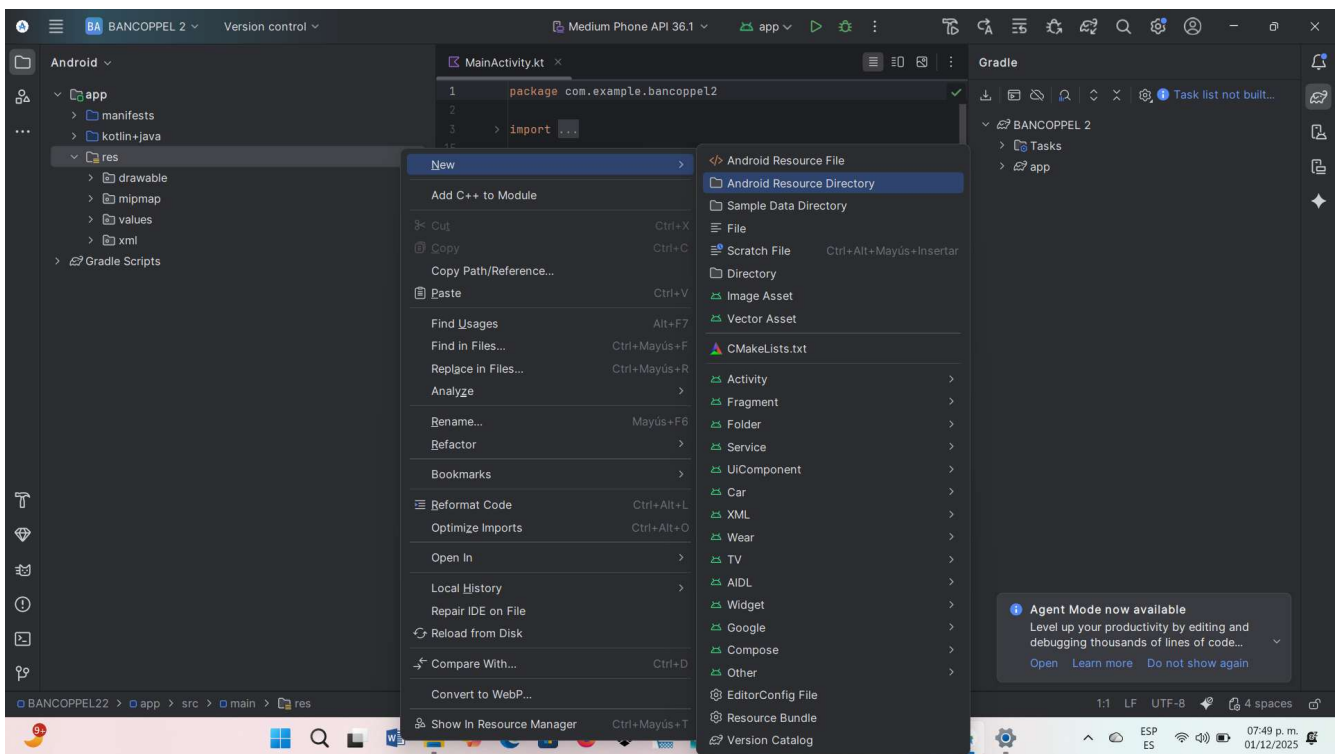 BA BANCOPPEL 2 Version control Medium Phone API 36.1 app
Android
app
manifests
kotlin+java
res
drawable
mipmap
values
xml
Gradle Scripts
MainActivity.kt
1 package com.example.bancoppel2
2
3 import ...
Gradle
Task list not built...
BANCOPPEL 2
Tasks
app
New
Add C++ to Module
Cut Ctrl+X
Copy Ctrl+C
Copy Path/Reference...
Paste Ctrl+V
Find Usages Alt+F7
Find in Files... Ctrl+Mayús+F
Replace in Files... Ctrl+Mayús+R
Analyze
Rename... Mayús+F6
Refactor
Bookmarks
Reformat Code Ctrl+Alt+L
Optimize Imports Ctrl+Alt+O
Open In
Local History
Repair IDE on File
Reload from Disk
Compare With... Ctrl+D
Convert to WebP...
Show In Resource Manager Ctrl+Mayús+T
Android Resource File
Android Resource Directory
Sample Data Directory
File
Scratch File Ctrl+Alt+Mayús+Insertar
Directory
Image Asset
Vector Asset
CMakeLists.txt
Activity
Fragment
Folder
Service
UiComponent
Car
XML
Wear
TV
AIDL
Widget
Google
Compose
Other
EditorConfig File
Resource Bundle
Version Catalog
Agent Mode now available
Level up your productivity by editing and
debugging thousands of lines of code...
Open Learn more Do not show again
BANCOPPEL22 > app > src > main > res
1:1 LF UTF-8 4 spaces
9+
ESP
ES
07:49 p. m.
01/12/2025